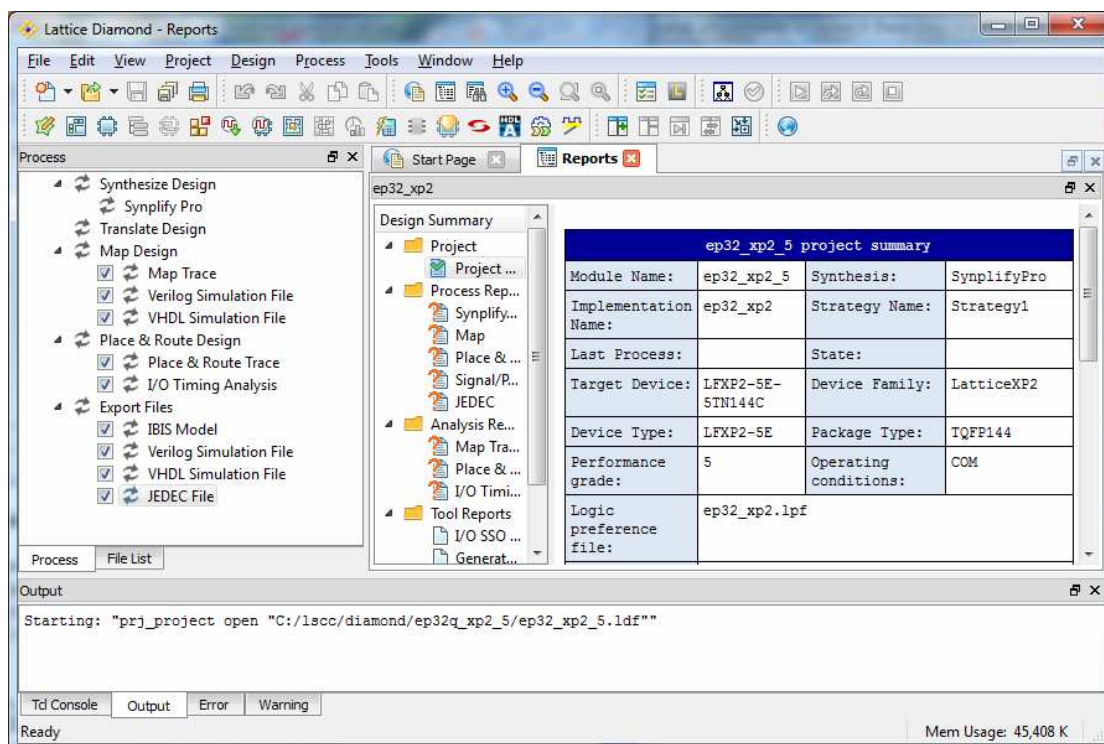 Lattice Diamond - Reports
File Edit View Project Design Process Tools Window Help
Process
Synthesize Design
Synplify Pro
Translate Design
Map Design
Map Trace
Verilog Simulation File
VHDL Simulation File
Place & Route Design
Place & Route Trace
I/O Timing Analysis
Export Files
IBIS Model
Verilog Simulation File
VHDL Simulation File
JEDEC File
Process File List
Start Page Reports
ep32_xp2
Design Summary
Project
Project ...
Process Rep...
Synplify...
Map
Place & ...
Signal/P...
JEDEC
Analysis Re...
Map Tra...
Place & ...
I/O Timi...
Tool Reports
I/O SSO ...
Generat...
ep32_xp2_5 project summary
Module Name: ep32_xp2_5 Synthesis: SynplifyPro
Implementation ep32_xp2 Strategy Name: Strategy1
Name:
Last Process: State:
Target Device: LFXP2-5E- Device Family: LatticeXP2
5TN144C
Device Type: LFXP2-5E Package Type: TQFP144
Performance 5 Operating COM
grade: conditions:
Logic ep32_xp2.lpf
preference
file:
Output
Starting: "prj_project open "C:/lscc/diamond/ep32q_xp2_5/ep32_xp2_5.ldf""
Tcl Console Output Error Warning
Ready Mem Usage: 45,408 K